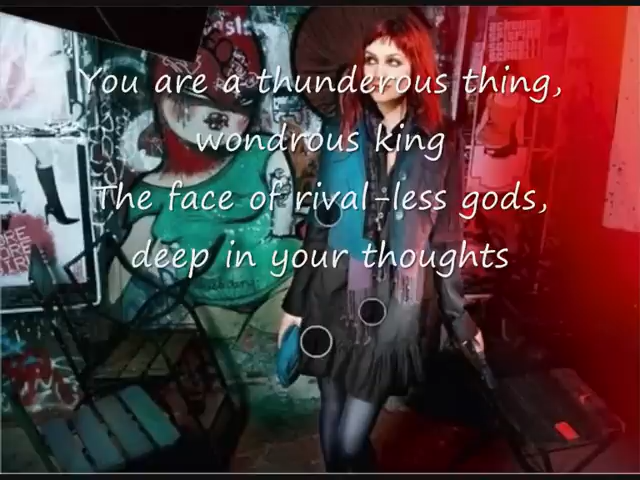 You are a thunderous thing,
wondrous king
The face of rival-less gods,
deep in your thoughts